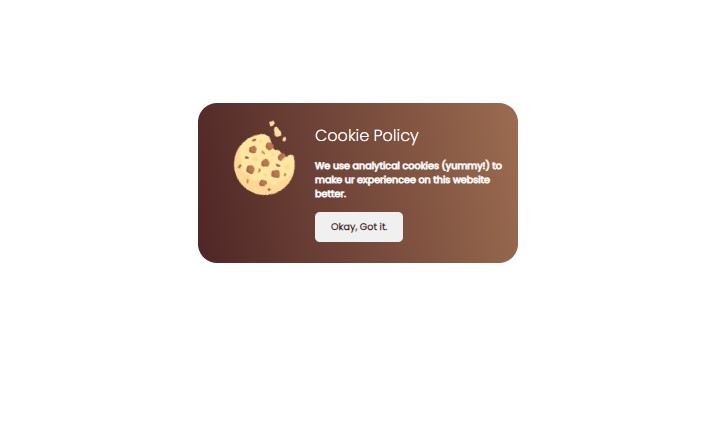 Cookie Policy
We use analytical cookies (yummy!) to
make ur experiencee on this website
better.
Okay, Got it.